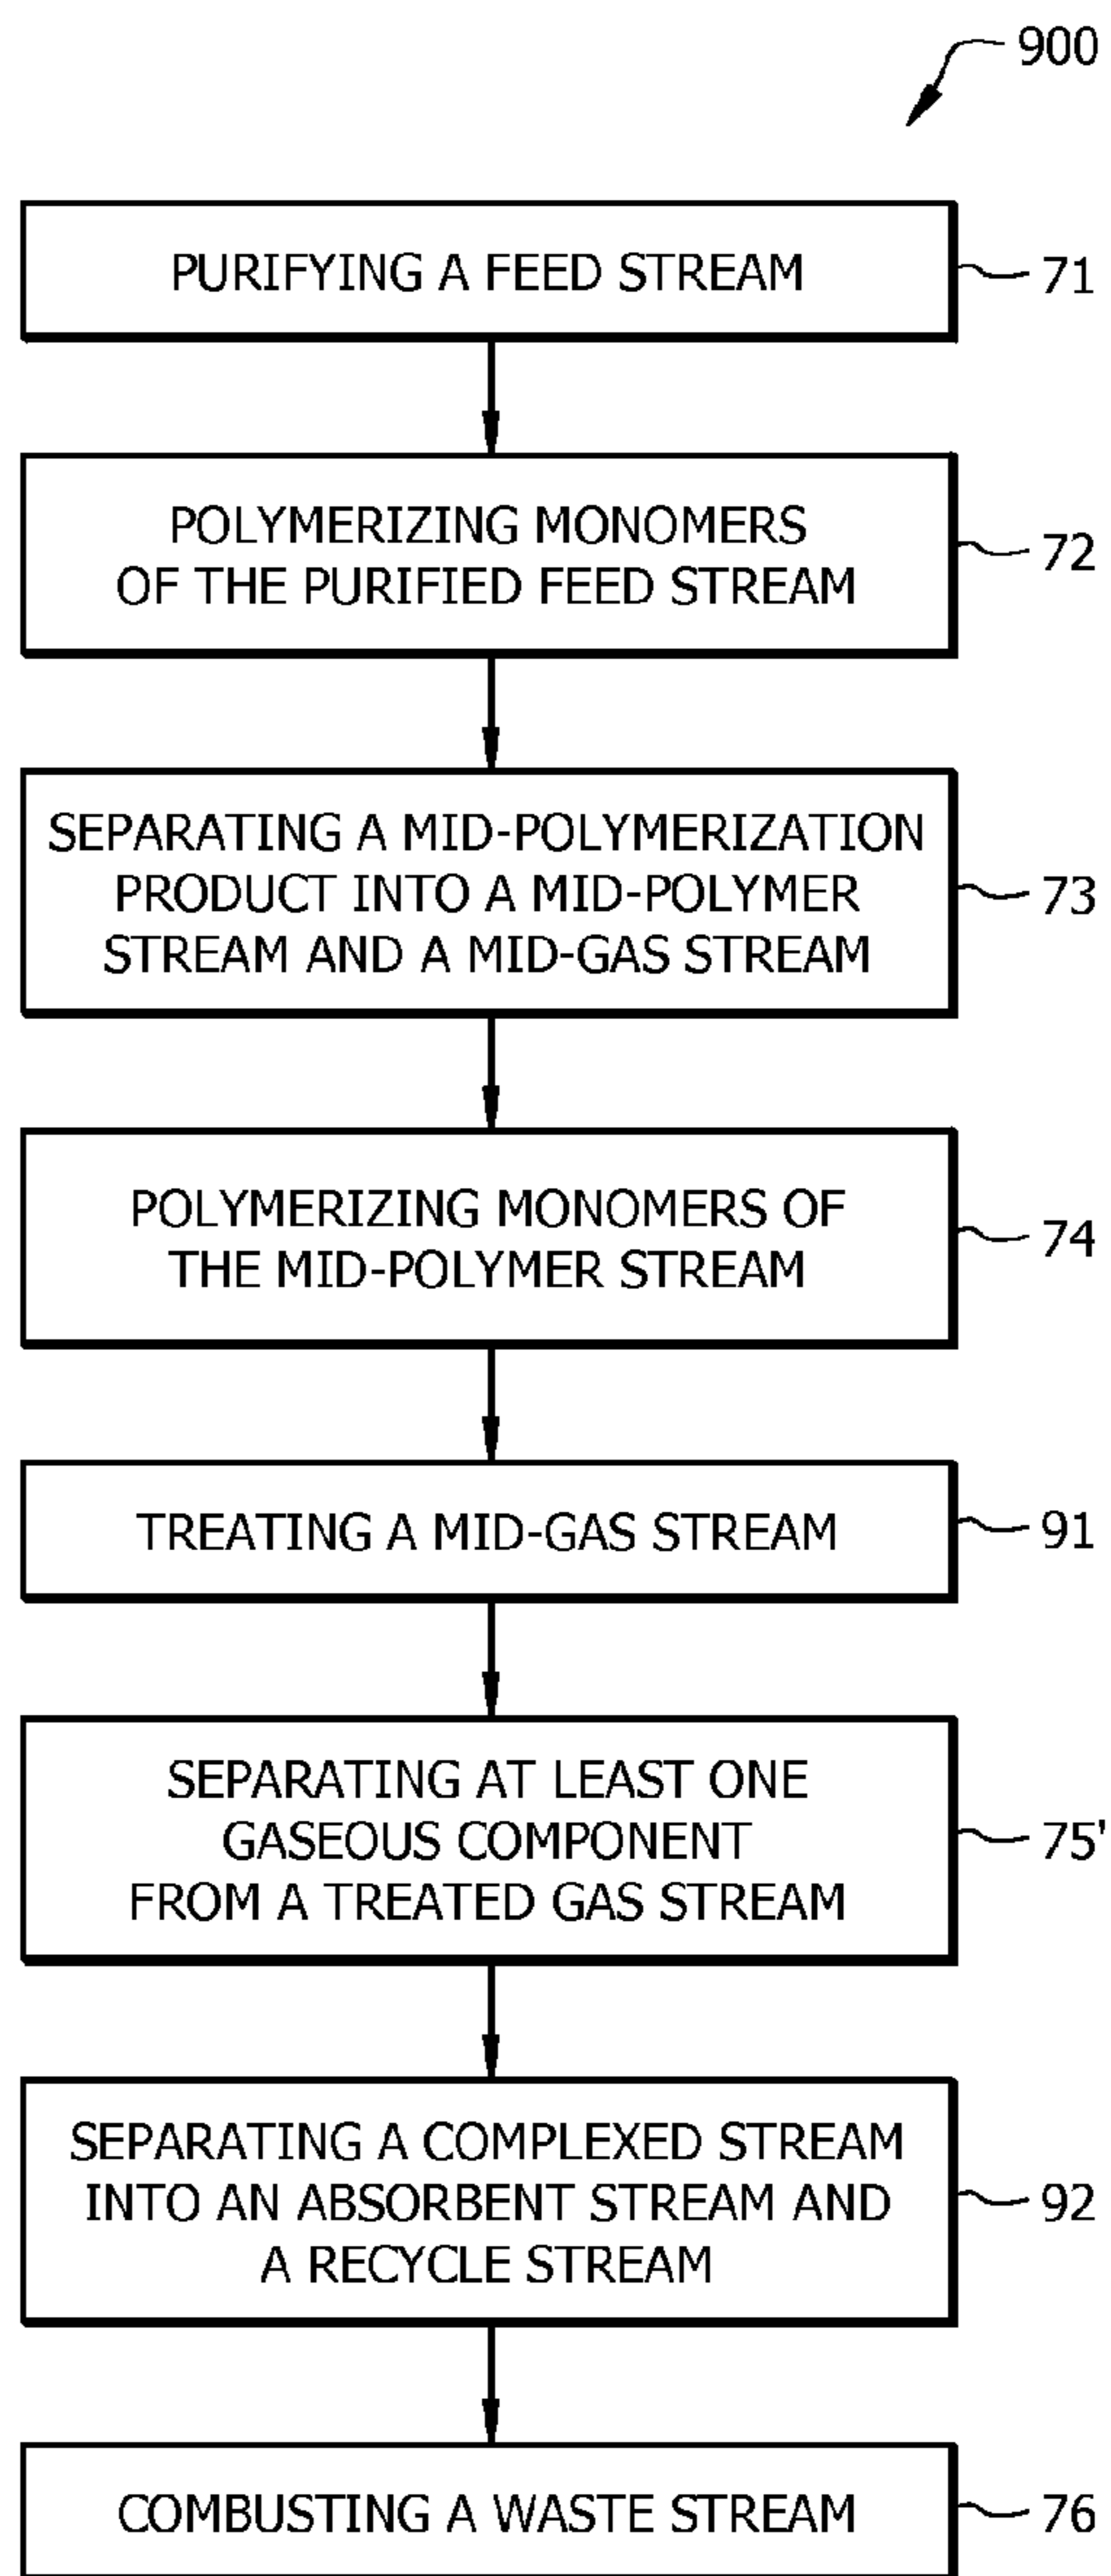 900
PURIFYING A FEED STREAM
71
POLYMERIZING MONOMERS
OF THE PURIFIED FEED STREAM
72
SEPARATING A MID-POLYMERIZATION
PRODUCT INTO A MID-POLYMER
STREAM AND A MID-GAS STREAM
73
POLYMERIZING MONOMERS OF
THE MID-POLYMER STREAM
74
TREATING A MID-GAS STREAM
91
SEPARATING AT LEAST ONE
GASEOUS COMPONENT
FROM A TREATED GAS STREAM
75'
SEPARATING A COMPLEXED STREAM
INTO AN ABSORBENT STREAM AND
A RECYCLE STREAM
92
COMBUSTING A WASTE STREAM
76